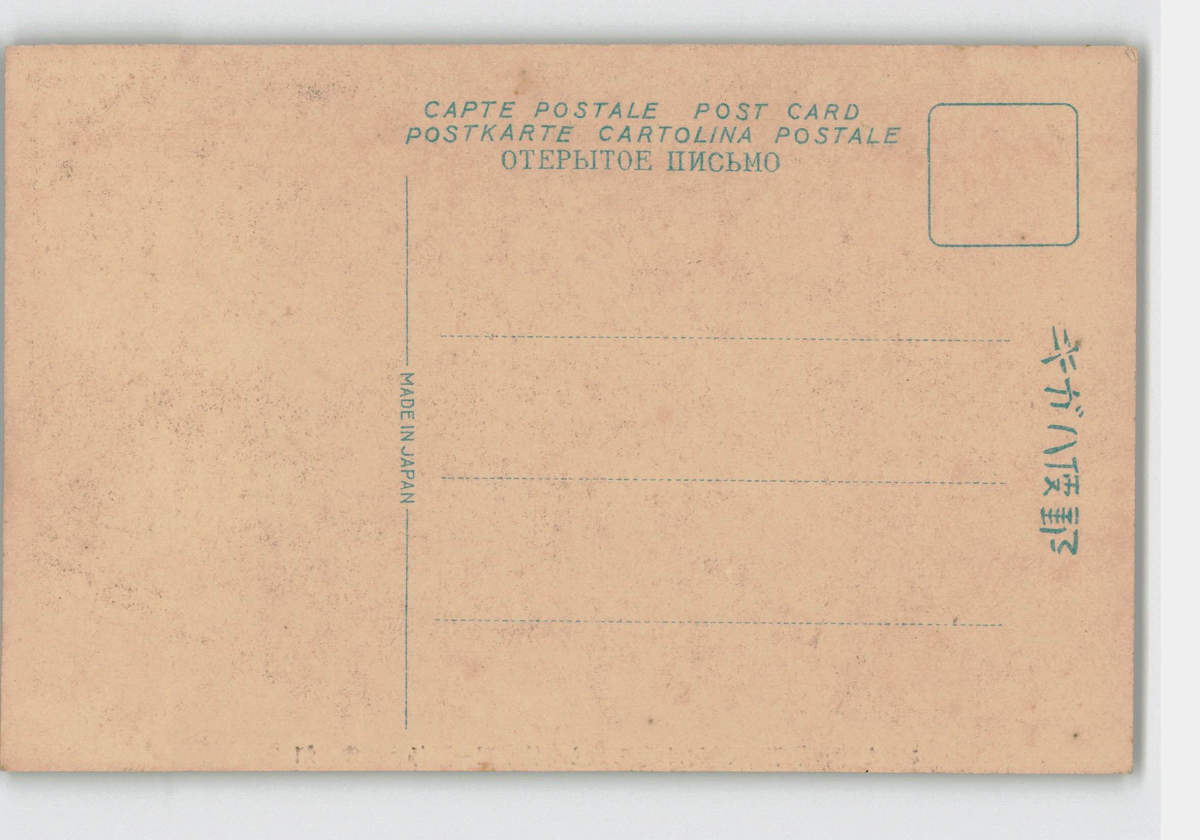 CAPTE POSTALE POST CARD
POSTKARTE CARTOLINA POSTALE
ОТЕРЫТОЕ ПИСЬМО
MADE IN JAPAN
キガハ便郵